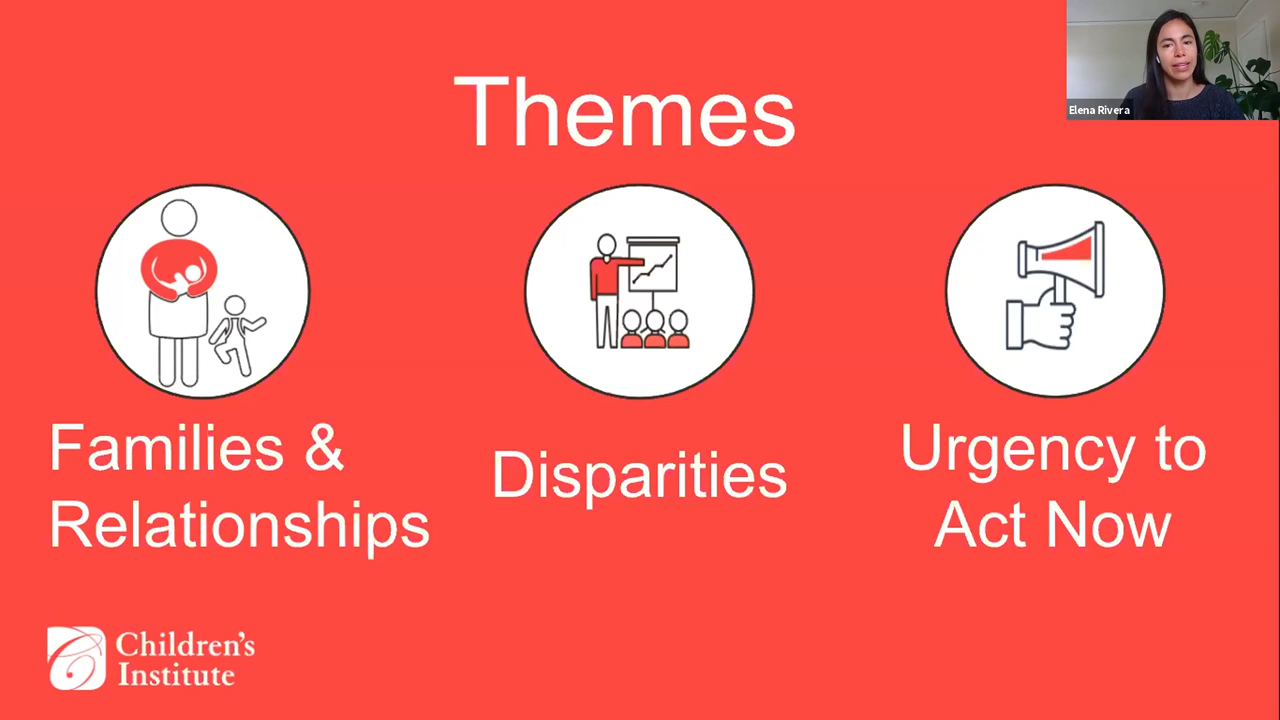 Themes
Elena Rivera
Families &
Relationships
Disparities
Urgency to
Act Now
Children's
Institute